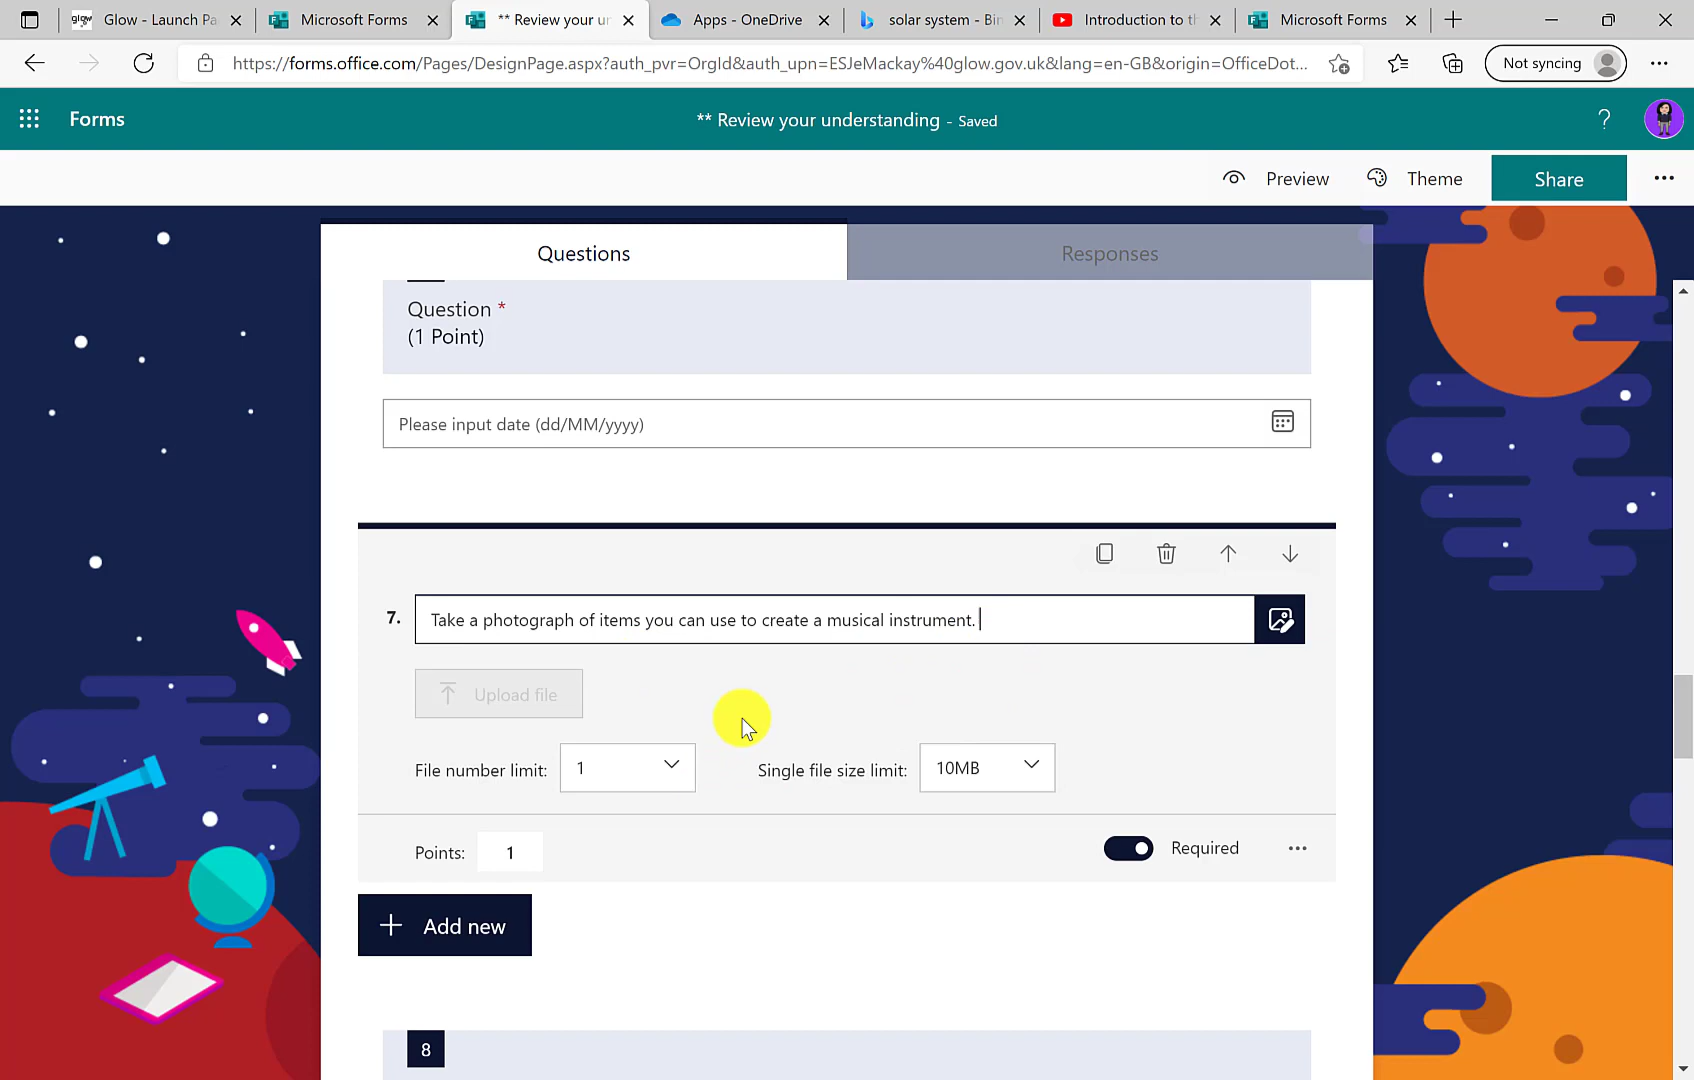 glow
Glow - Launch Pa
Microsoft Forms
** Review your un
Apps - OneDrive
solar system - Bin
Introduction to th
Microsoft Forms
https://forms.office.com/Pages/DesignPage.aspx?auth_pvr=OrgId&auth_upn=ESJeMackay%40glow.gov.uk&lang=en-GB&origin=OfficeDot...
Not syncing
Forms
** Review your understanding - Saved
?
Preview
Theme
Share
Questions
Responses
Question *
(1 Point)
Please input date (dd/MM/yyyy)
7.
Take a photograph of items you can use to create a musical instrument.
Upload file
File number limit:
1
Single file size limit:
10MB
Points:
1
Required
Add new
8